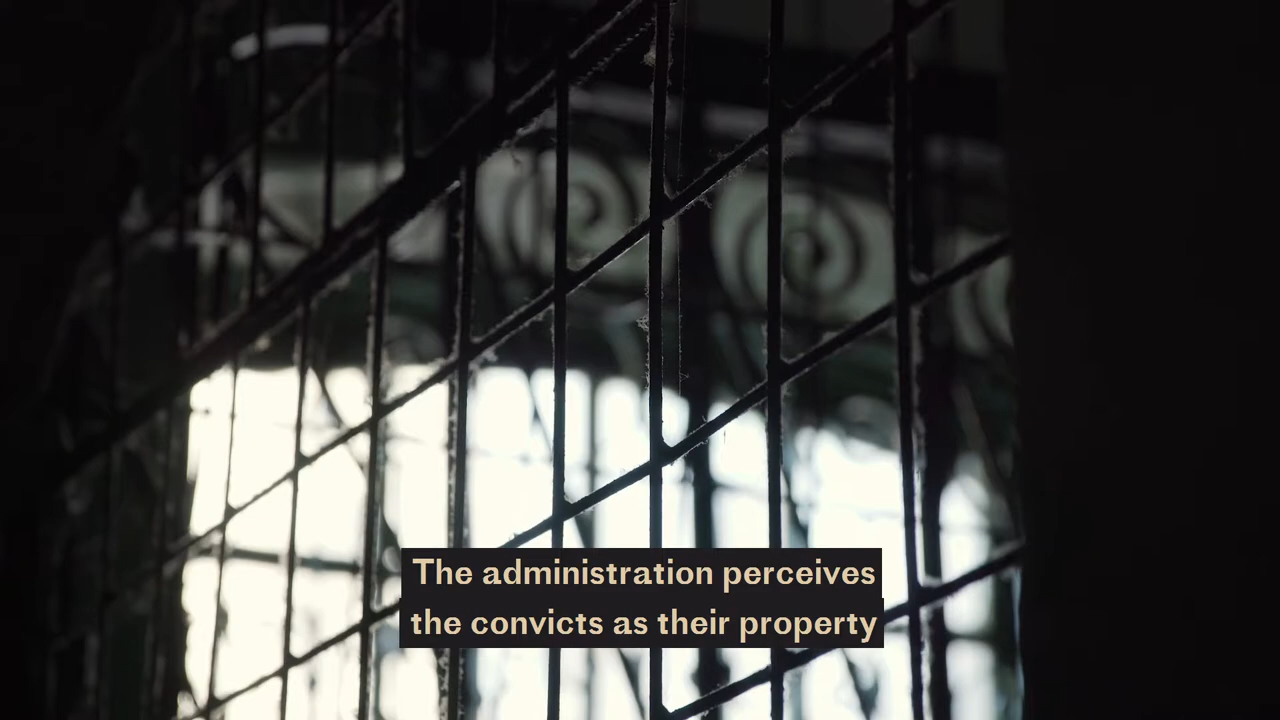 The administration perceives
the convicts as their property